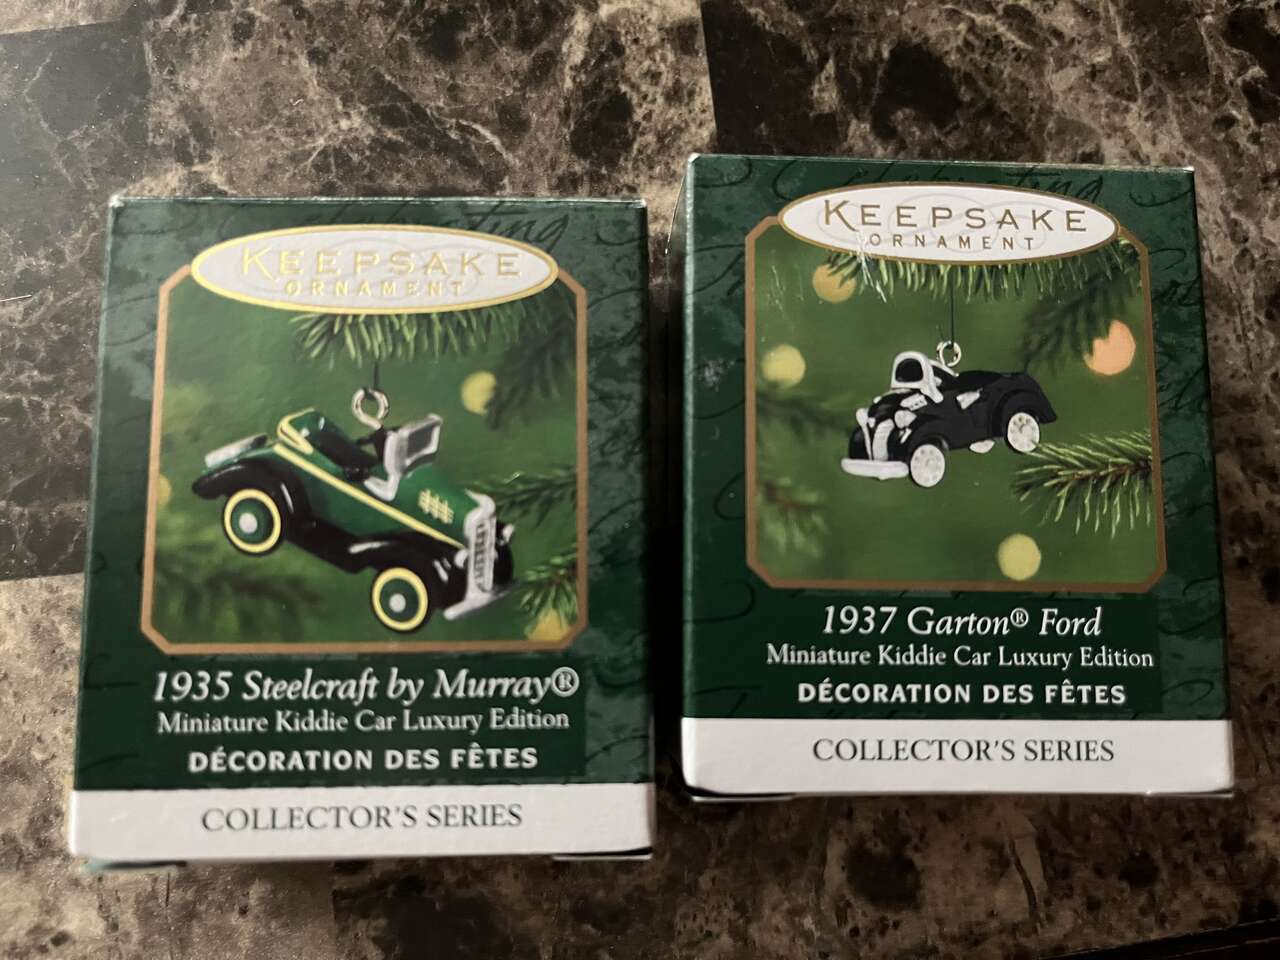 KEEPSAKE
ORNAMENT
1935 Steelcraft by Murray®
Miniature Kiddie Car Luxury Edition
DÉCORATION DES FÊTES
COLLECTOR'S SERIES
KEEPSAKE
ORNAMENT
1937 Garton® Ford
Miniature Kiddie Car Luxury Edition
DÉCORATION DES FÊTES
COLLECTOR'S SERIES